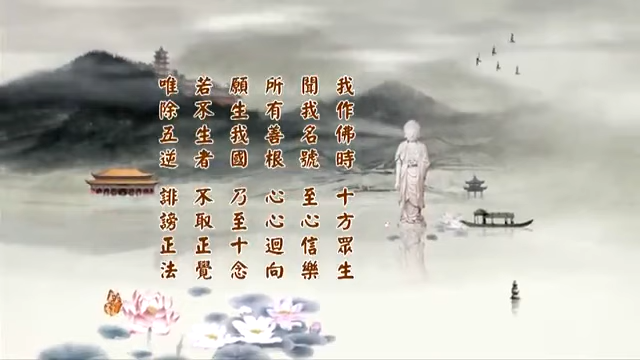 我作佛時 十方眾生
聞我名號 至心信樂
所有善根 心心迴向
願生我國 乃至十念
若不生者 不取正覺
唯除五逆 誹謗正法